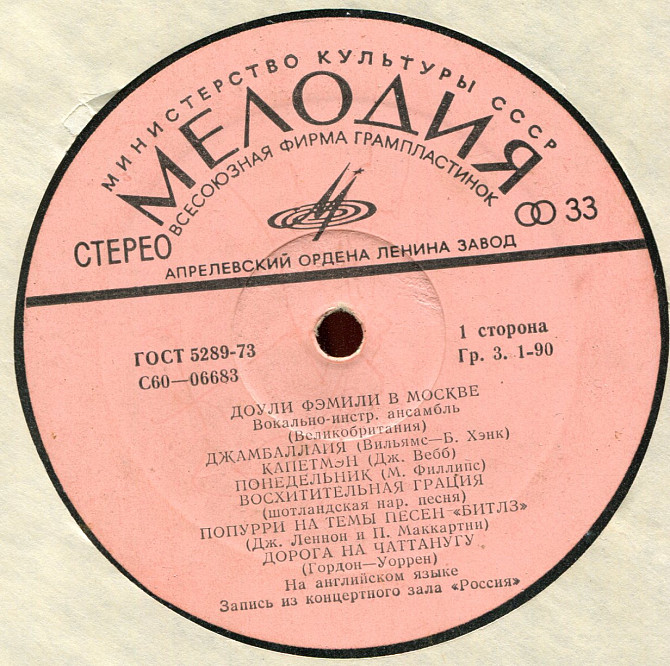 МИНИСТЕРСТВО КУЛЬТУРЫ СССР
МЕЛОДИЯ
ВСЕСОЮЗНАЯ ФИРМА ГРАМПЛАСТИНОК
СТЕРЕО
33
АПРЕЛЕВСКИЙ ОРДЕНА ЛЕНИНА ЗАВОД
ГОСТ 5289-73
С60—06683
1 сторона
Гр. 3. 1-90
ДОУЛИ ФЭМИЛИ В МОСКВЕ
Вокально-инстр. ансамбль
(Великобритания)
ДЖАМБАЛЛАИЯ (Вильямс—Б. Хэнк)
КАПЕТМЭН (Дж. Вебб)
ПОНЕДЕЛЬНИК (М. Филлипс)
ВОСХИТИТЕЛЬНАЯ ГРАЦИЯ
(шотландская нар. песня)
ПОПУРРИ НА ТЕМЫ ПЕСЕН «БИТЛЗ»
(Дж. Леннон и П. Маккартни)
ДОРОГА НА ЧАТТАНУГУ
(Гордон—Уоррен)
На английском языке
Запись из концертного зала «Россия»